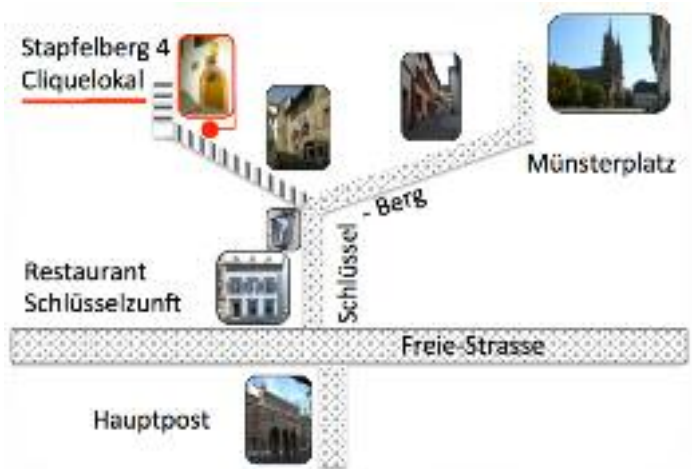 Stapfelberg 4
Cliquelokal
Münsterplatz
Schlüssel
- Berg
Restaurant
Schlüsselzunft
Freie-Strasse
Hauptpost